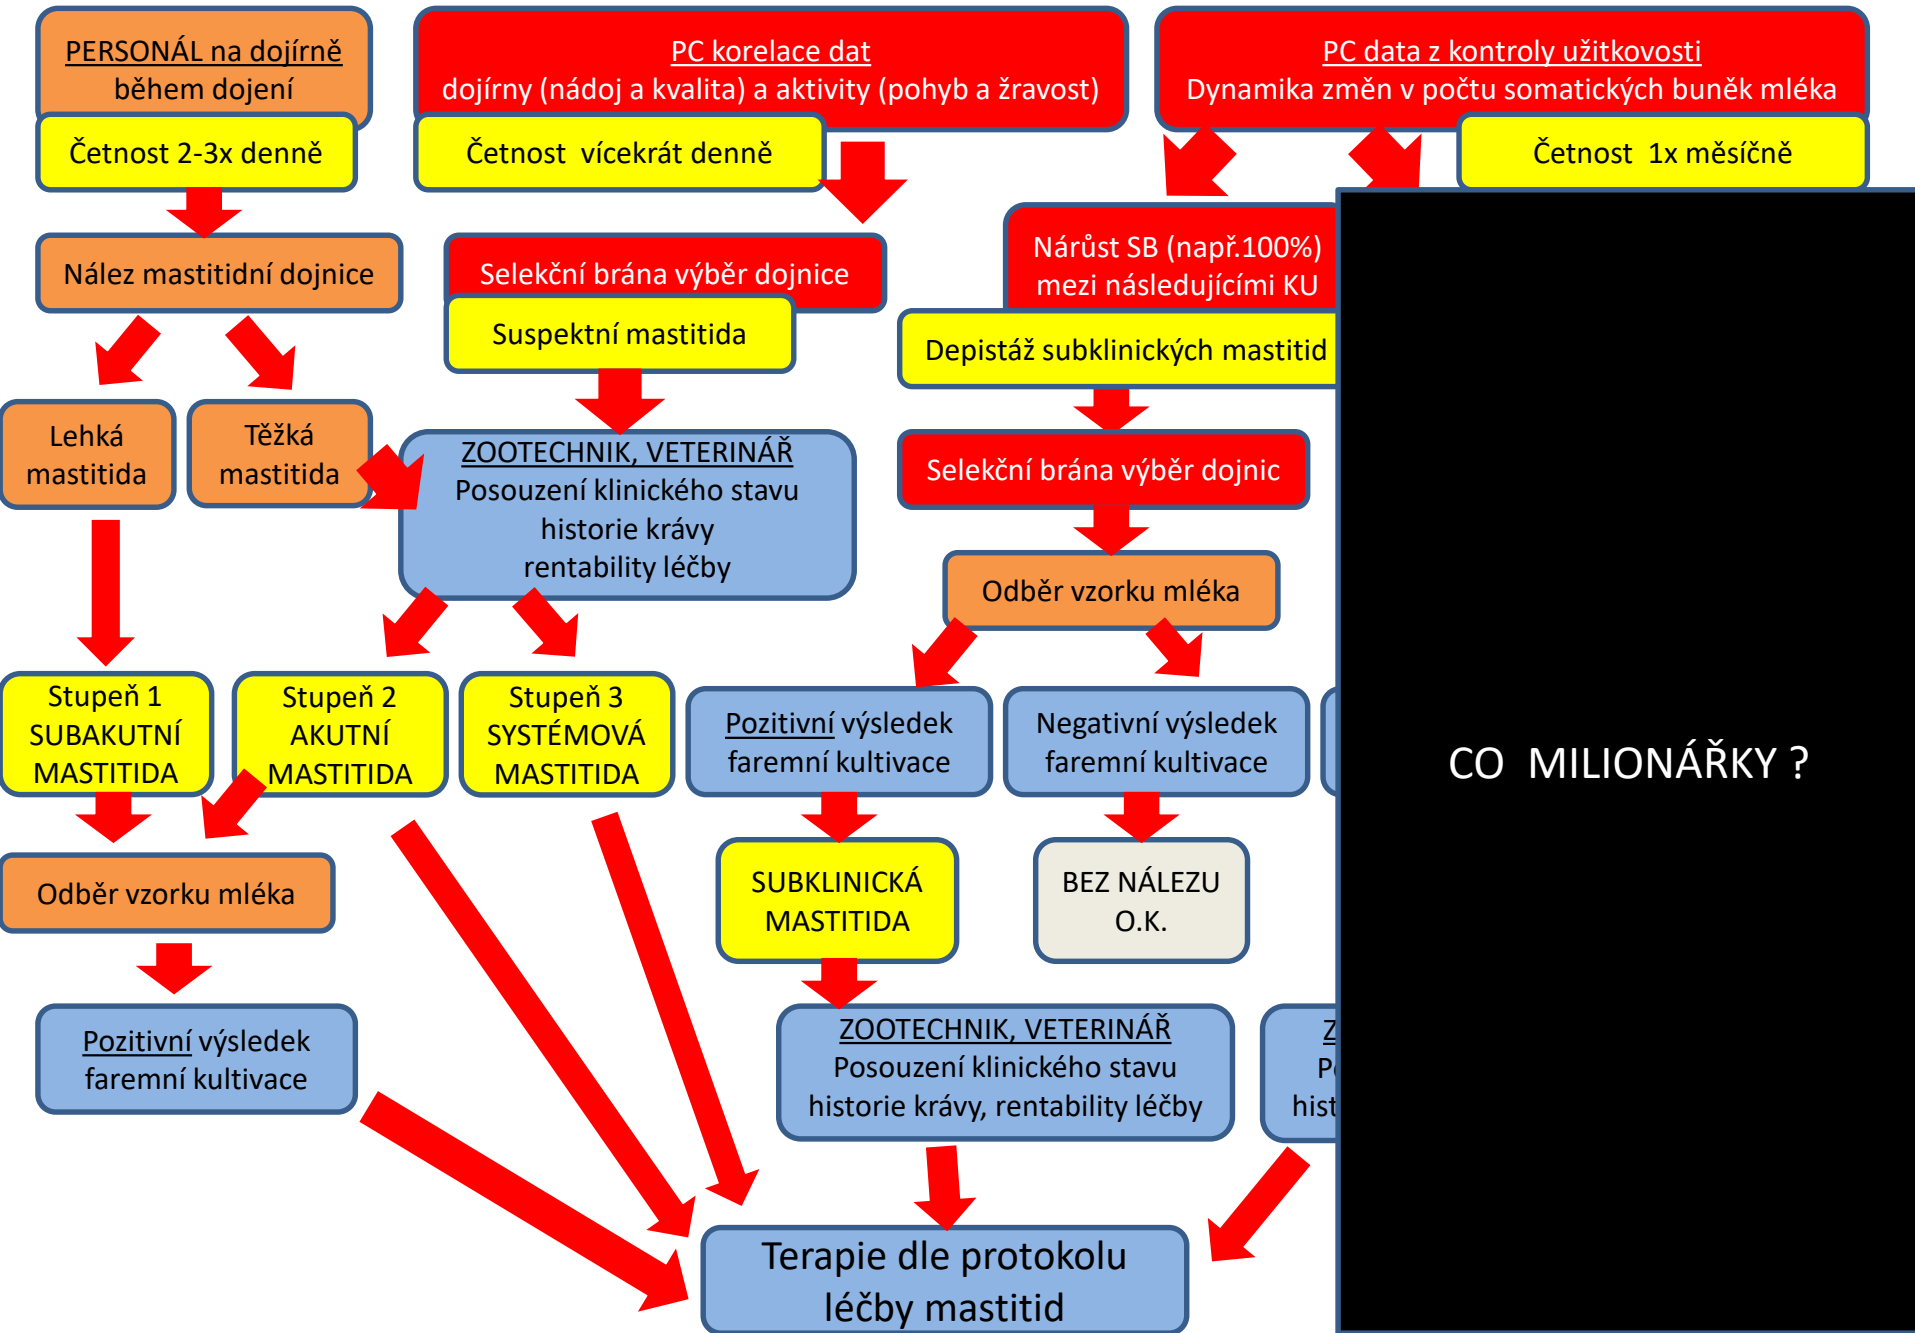 PERSONÁL na dojírně
během dojení
Četnost 2-3x denně
PC korelace dat
dojírny (nádoj a kvalita) a aktivity (pohyb a žravost)
Četnost vícekrát denně
PC data z kontroly užitkovosti
Dynamika změn v počtu somatických buněk mléka
Četnost 1x měsíčně
Nález mastitidní dojnice
Selekční brána výběr dojnice
Suspektní mastitida
Nárůst SB (např.100%)
mezi následujícími KU
Depistáž subklinických mastitid
Lehká
mastitida
Těžká
mastitida
ZOOTECHNIK, VETERINÁŘ
Posouzení klinického stavu
historie krávy
rentability léčby
Selekční brána výběr dojnic
Odběr vzorku mléka
Stupeň 1
SUBAKUTNÍ
MASTITIDA
Stupeň 2
AKUTNÍ
MASTITIDA
Stupeň 3
SYSTÉMOVÁ
MASTITIDA
Pozitivní výsledek
faremní kultivace
Negativní výsledek
faremní kultivace
CO MILIONÁŘKY ?
Odběr vzorku mléka
SUBKLINICKÁ
MASTITIDA
BEZ NÁLEZU
O.K.
Pozitivní výsledek
faremní kultivace
ZOOTECHNIK, VETERINÁŘ
Posouzení klinického stavu
historie krávy, rentability léčby
Terapie dle protokolu
léčby mastitid